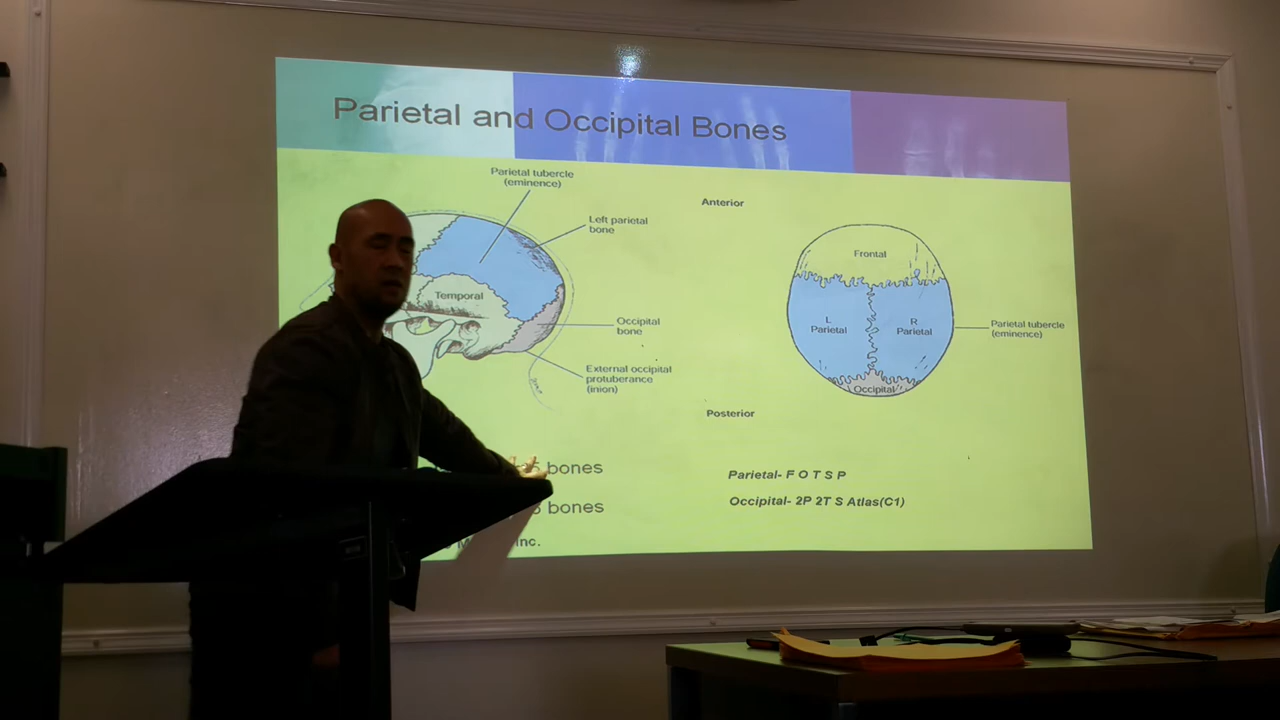 Parietal and Occipital Bones
Parietal tubercle
(eminence)
Left parietal
bone
Temporal
Occipital
bone
External occipital
protuberance
(inion)
Anterior
Frontal
L
Parietal
R
Parietal
Parietal tubercle
(eminence)
Occipital
Posterior
bones
bones
Inc.
Parietal- F O T S P
Occipital- 2P 2T S Atlas(C1)